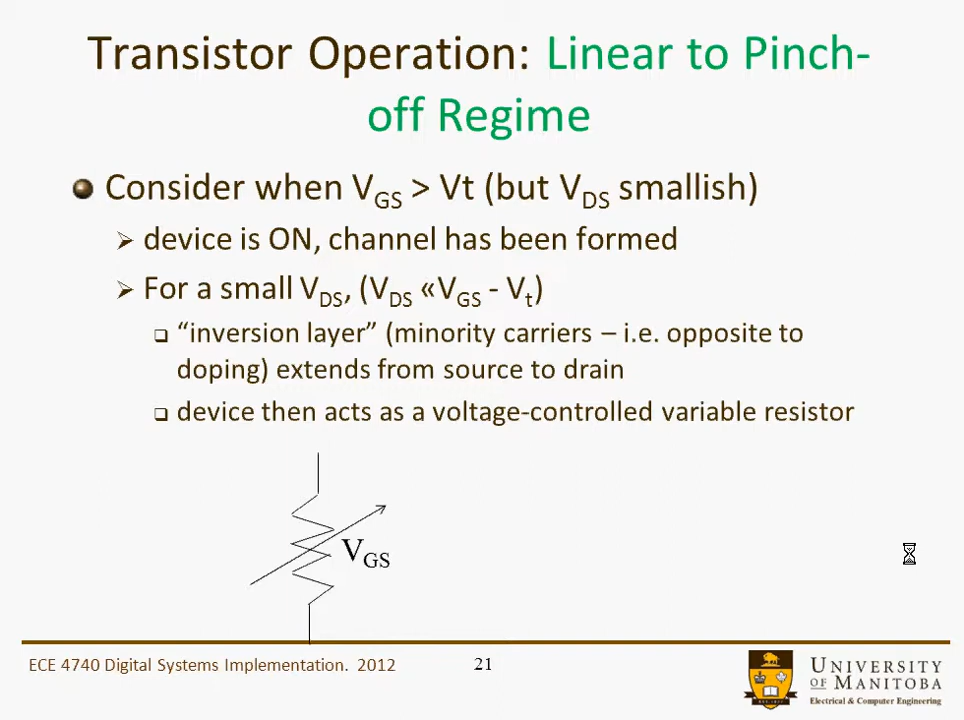 Transistor Operation: Linear to Pinch-
off Regime
Consider when VGS > Vt (but VDS smallish)
device is ON, channel has been formed
For a small VDS, (VDS «VGS - Vt)
“inversion layer” (minority carriers – i.e. opposite to
doping) extends from source to drain
device then acts as a voltage-controlled variable resistor
VGS
ECE 4740 Digital Systems Implementation. 2012
21
UNIVERSITY
OF MANITOBA
Electrical & Computer Engineering